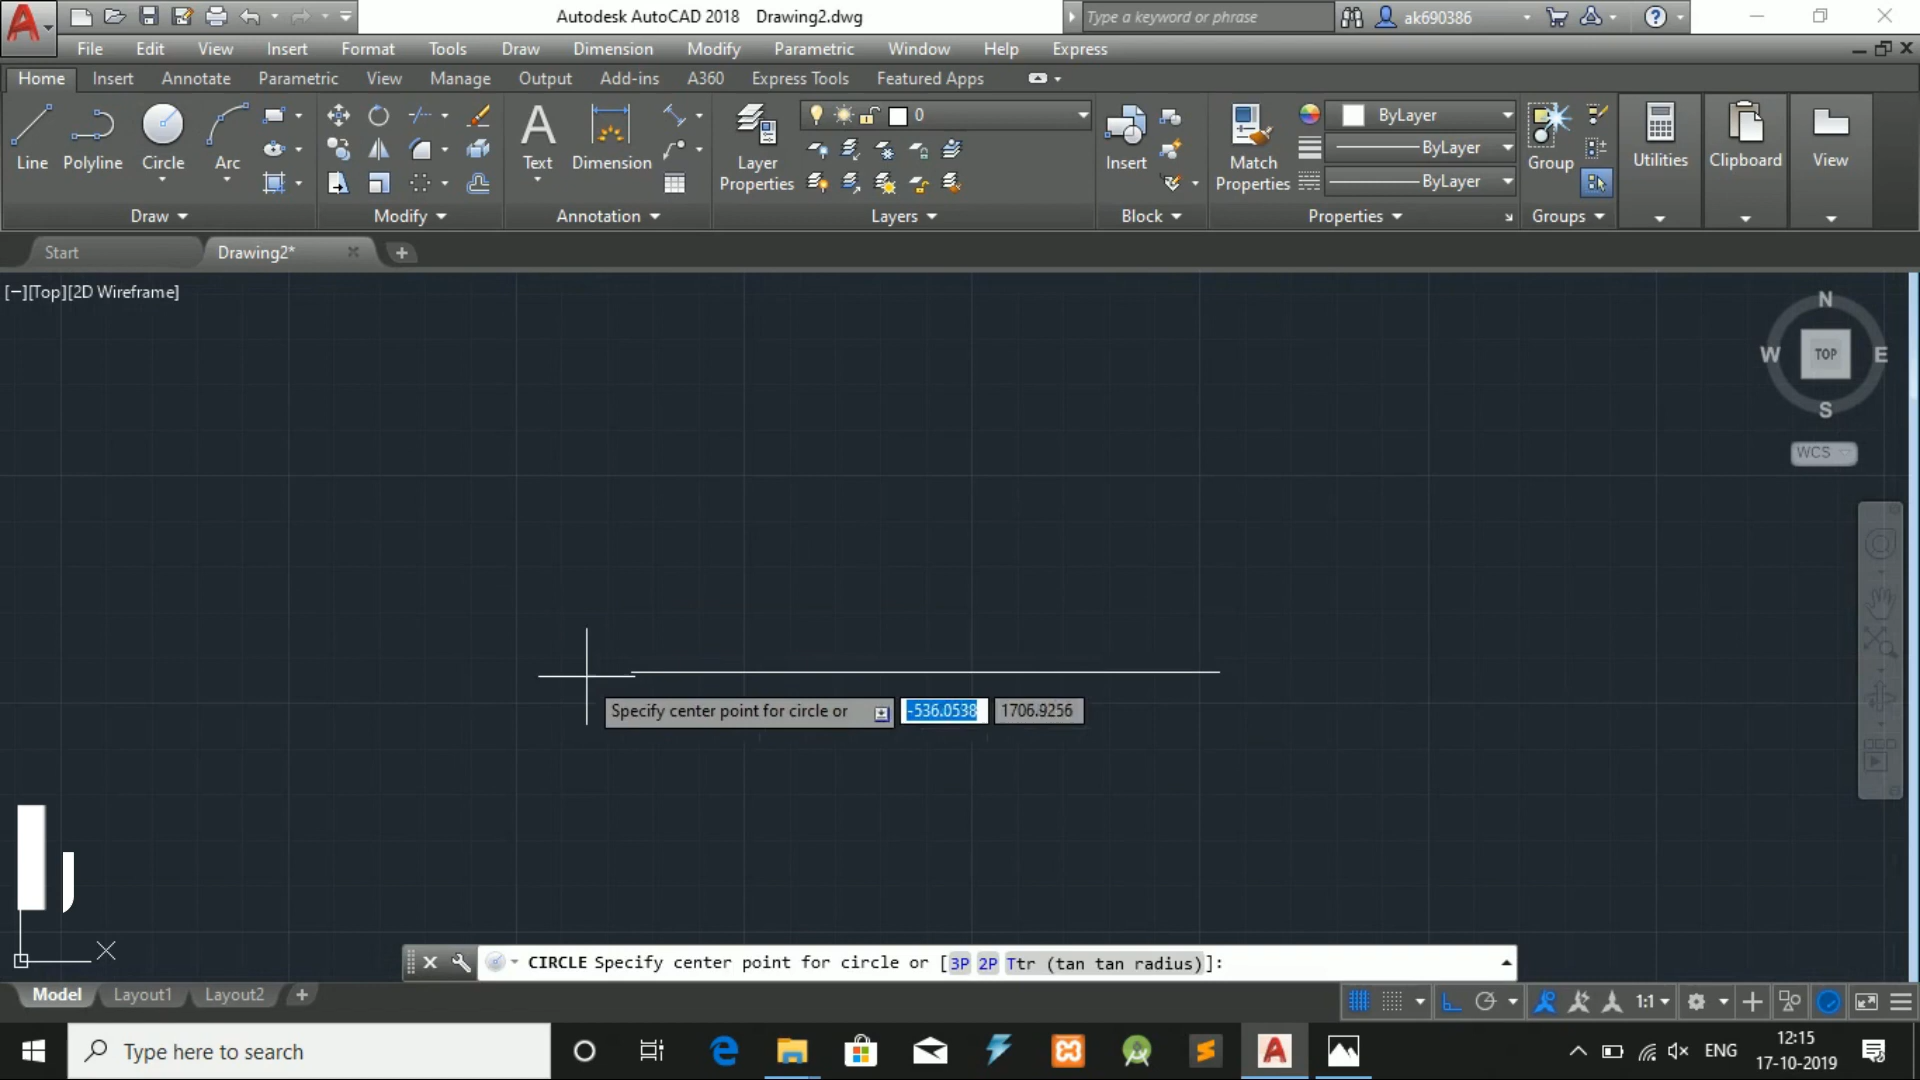 Autodesk AutoCAD 2018 Drawing2.dwg
Type a keyword or phrase
ak690386
File Edit View Insert Format Tools Draw Dimension Modify Parametric Window Help Express
Home Insert Annotate Parametric View Manage Output Add-ins A360 Express Tools Featured Apps
Line Polyline Circle Arc
Text Dimension
Layer Properties
0
Insert
Match Properties
ByLayer
ByLayer
ByLayer
Group
Utilities Clipboard View
Draw Modify Annotation Layers Block Properties Groups
Start Drawing2*
[−][Top][2D Wireframe]
N
W TOP E
S
WCS
Specify center point for circle or -536.0538 1706.9256
X
CIRCLE Specify center point for circle or [3P 2P Ttr (tan tan radius)]:
Model Layout1 Layout2
1:1
Type here to search
ENG
12:15
17-10-2019